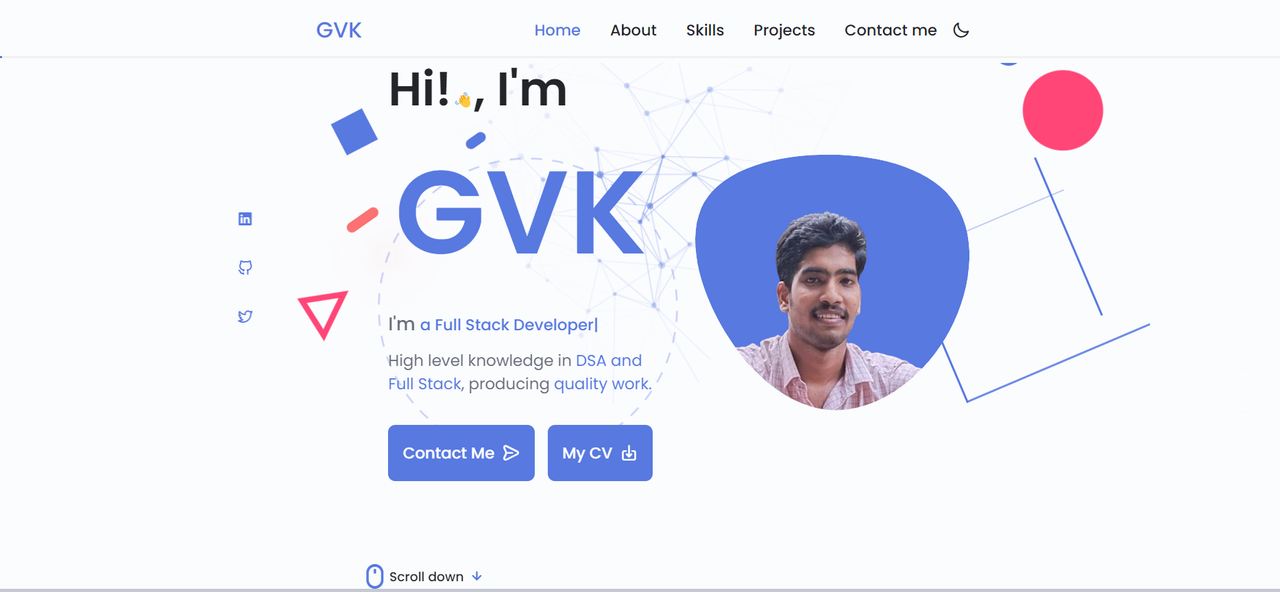 GVK
Home About Skills Projects Contact me
Hi!👋, I'm
GVK
I'm a Full Stack Developer|
High level knowledge in DSA and
Full Stack, producing quality work.
Contact Me
My CV
Scroll down